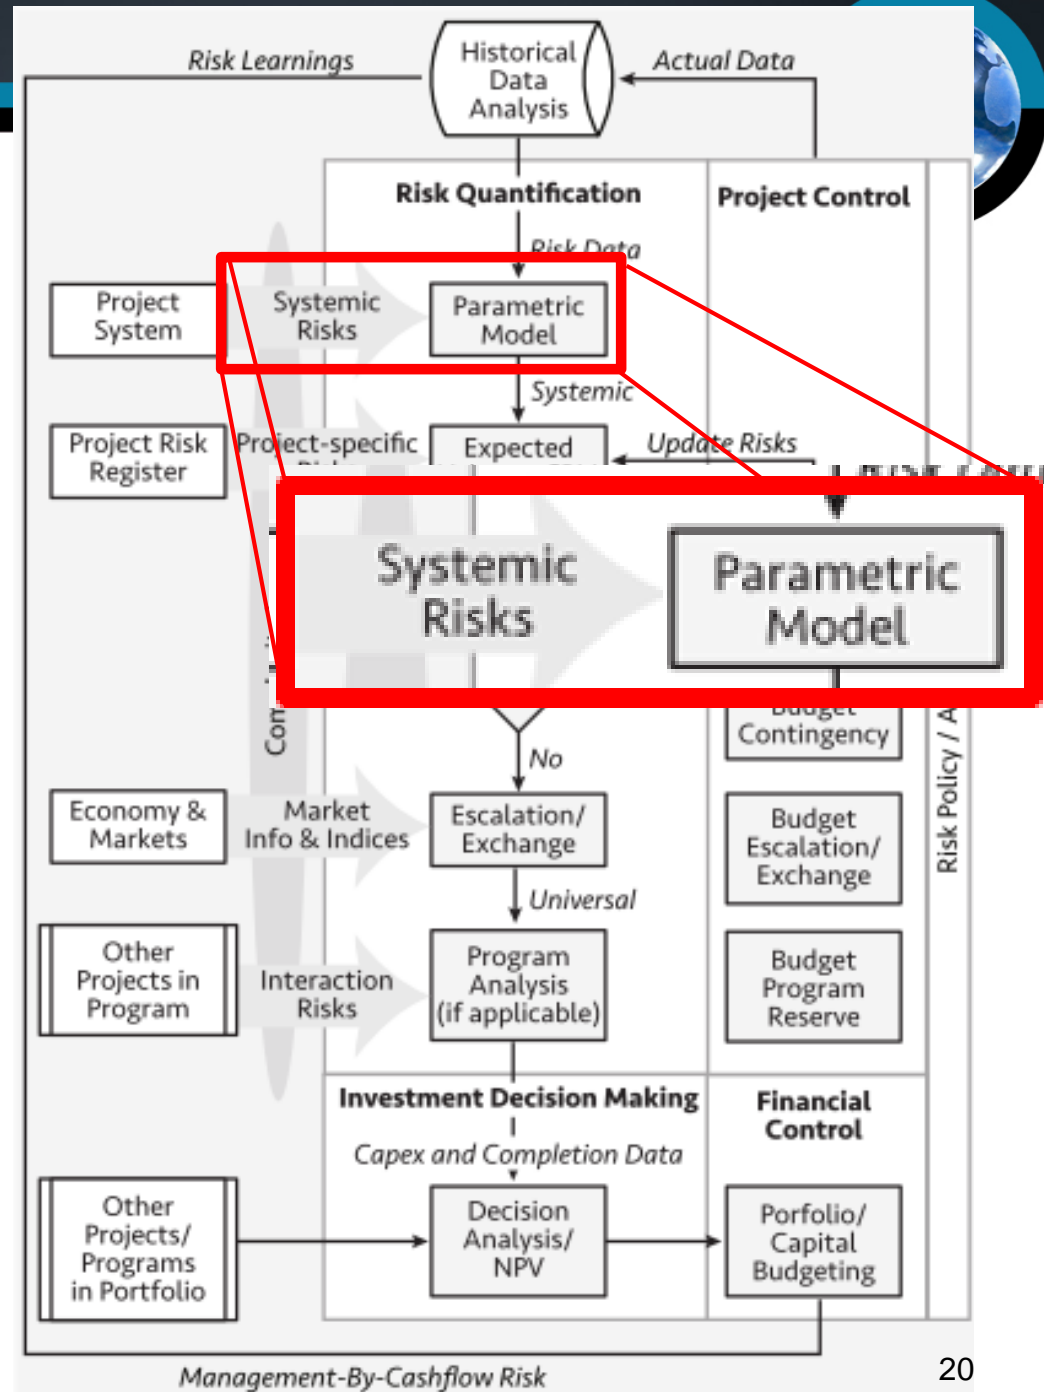 Risk Learnings
Historical
Data
Analysis
Actual Data
Risk Quantification
Project Control
Risk Data
Project
System
Systemic
Risks
Parametric
Model
Systemic
Project Risk
Register
Project-specific
Expected
Update Risks
Systemic
Risks
Parametric
Model
Budget
Contingency
No
Economy &
Markets
Market
Info & Indices
Escalation/
Exchange
Budget
Escalation/
Exchange
Risk Policy / A
Universal
Other
Projects in
Program
Interaction
Risks
Program
Analysis
(if applicable)
Budget
Program
Reserve
Investment Decision Making
Financial
Control
Capex and Completion Data
Other
Projects/
Programs
in Portfolio
Decision
Analysis/
NPV
Porfolio/
Capital
Budgeting
Management-By-Cashflow Risk
20